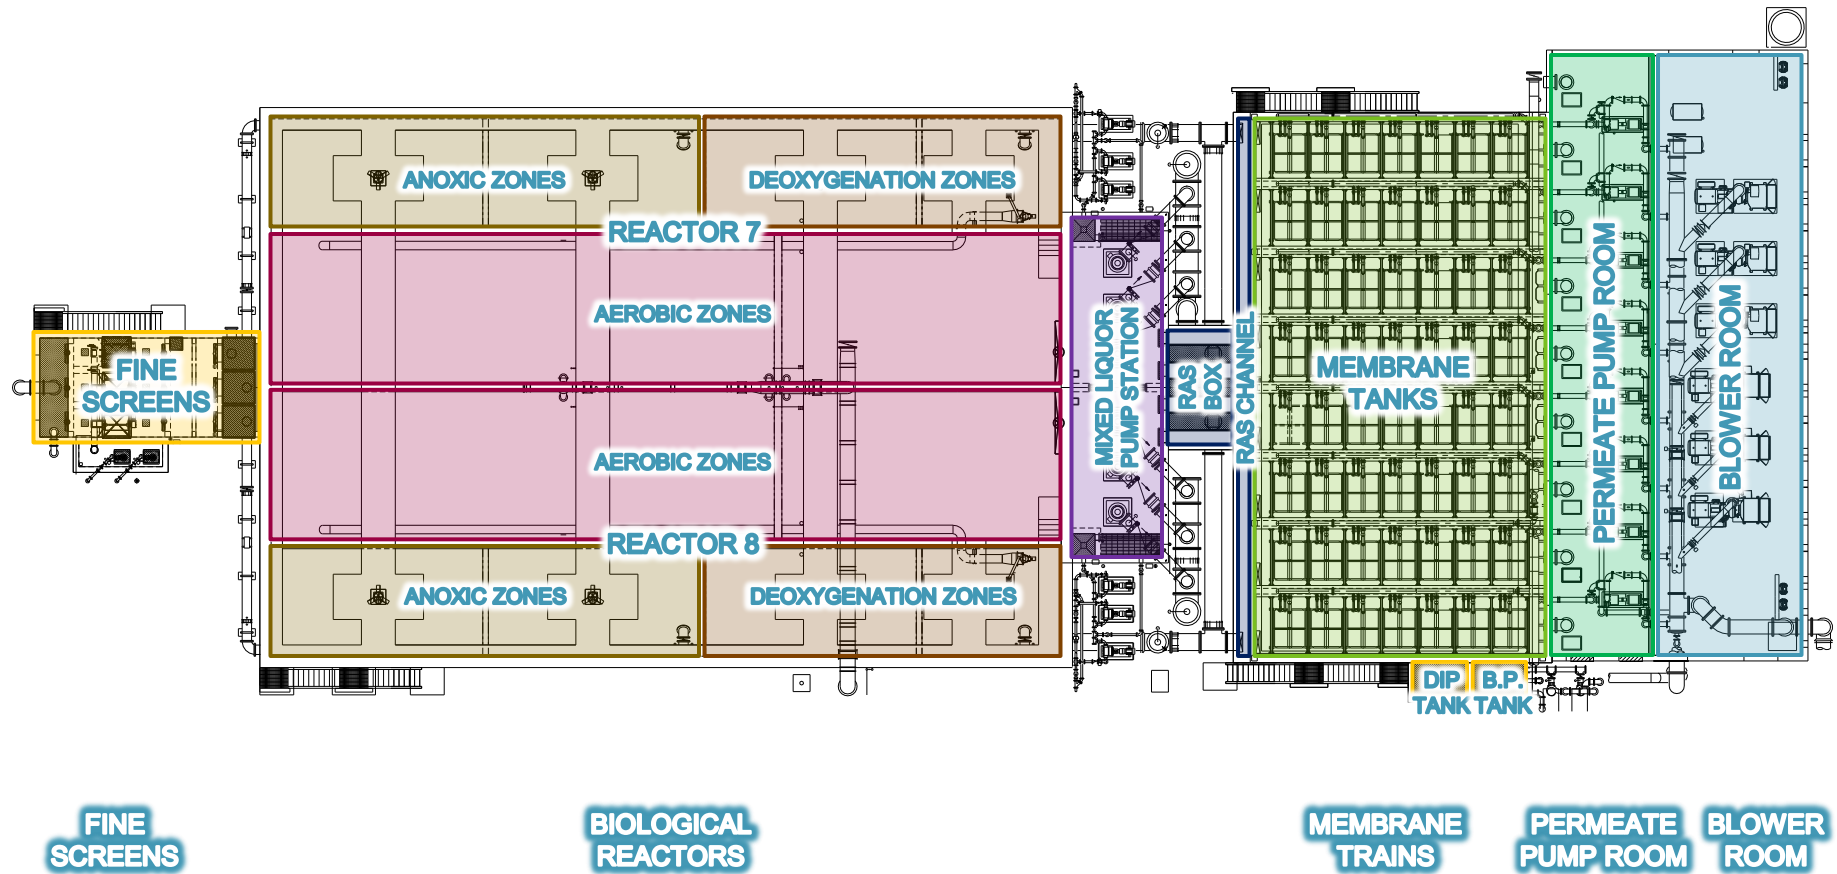 ANOXIC ZONES
DEOXYGENATION ZONES
REACTOR 7
AEROBIC ZONES
FINE
SCREENS
AEROBIC ZONES
REACTOR 8
ANOXIC ZONES
DEOXYGENATION ZONES
MIXED LIQUOR
PUMP STATION
RAS
BOX
RAS CHANNEL
MEMBRANE
TANKS
PERMEATE PUMP ROOM
BLOWER ROOM
DIP
TANK
B.P.
TANK
FINE
SCREENS
BIOLOGICAL
REACTORS
MEMBRANE
TRAINS
PERMEATE
PUMP ROOM
BLOWER
ROOM